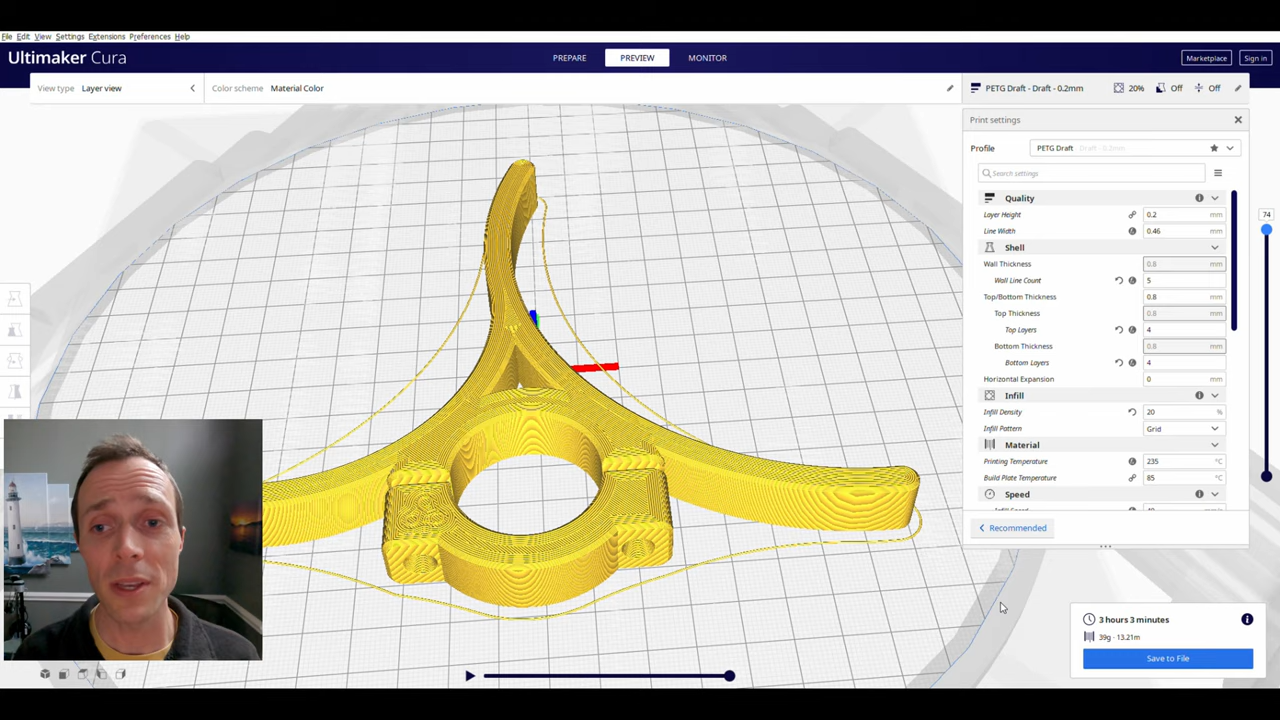 File Edit View Settings Extensions Preferences Help
Ultimaker Cura
PREPARE
PREVIEW
MONITOR
Marketplace
Sign in
View type Layer view
Color scheme Material Color
PETG Draft - Draft - 0.2mm
20%
Off
Off
Print settings
Profile
PETG Draft Draft - 0.2mm
Search settings
Quality
Layer Height 0.2 mm
Line Width 0.46 mm
Shell
Wall Thickness 0.8 mm
Wall Line Count 5
Top/Bottom Thickness 0.8 mm
Top Thickness 0.8 mm
Top Layers 4
Bottom Thickness 0.8 mm
Bottom Layers 4
Horizontal Expansion 0 mm
Infill
Infill Density 20 %
Infill Pattern Grid
Material
Printing Temperature 235 °C
Build Plate Temperature 85 °C
Speed
Recommended
74
3 hours 3 minutes
39g · 13.21m
Save to File